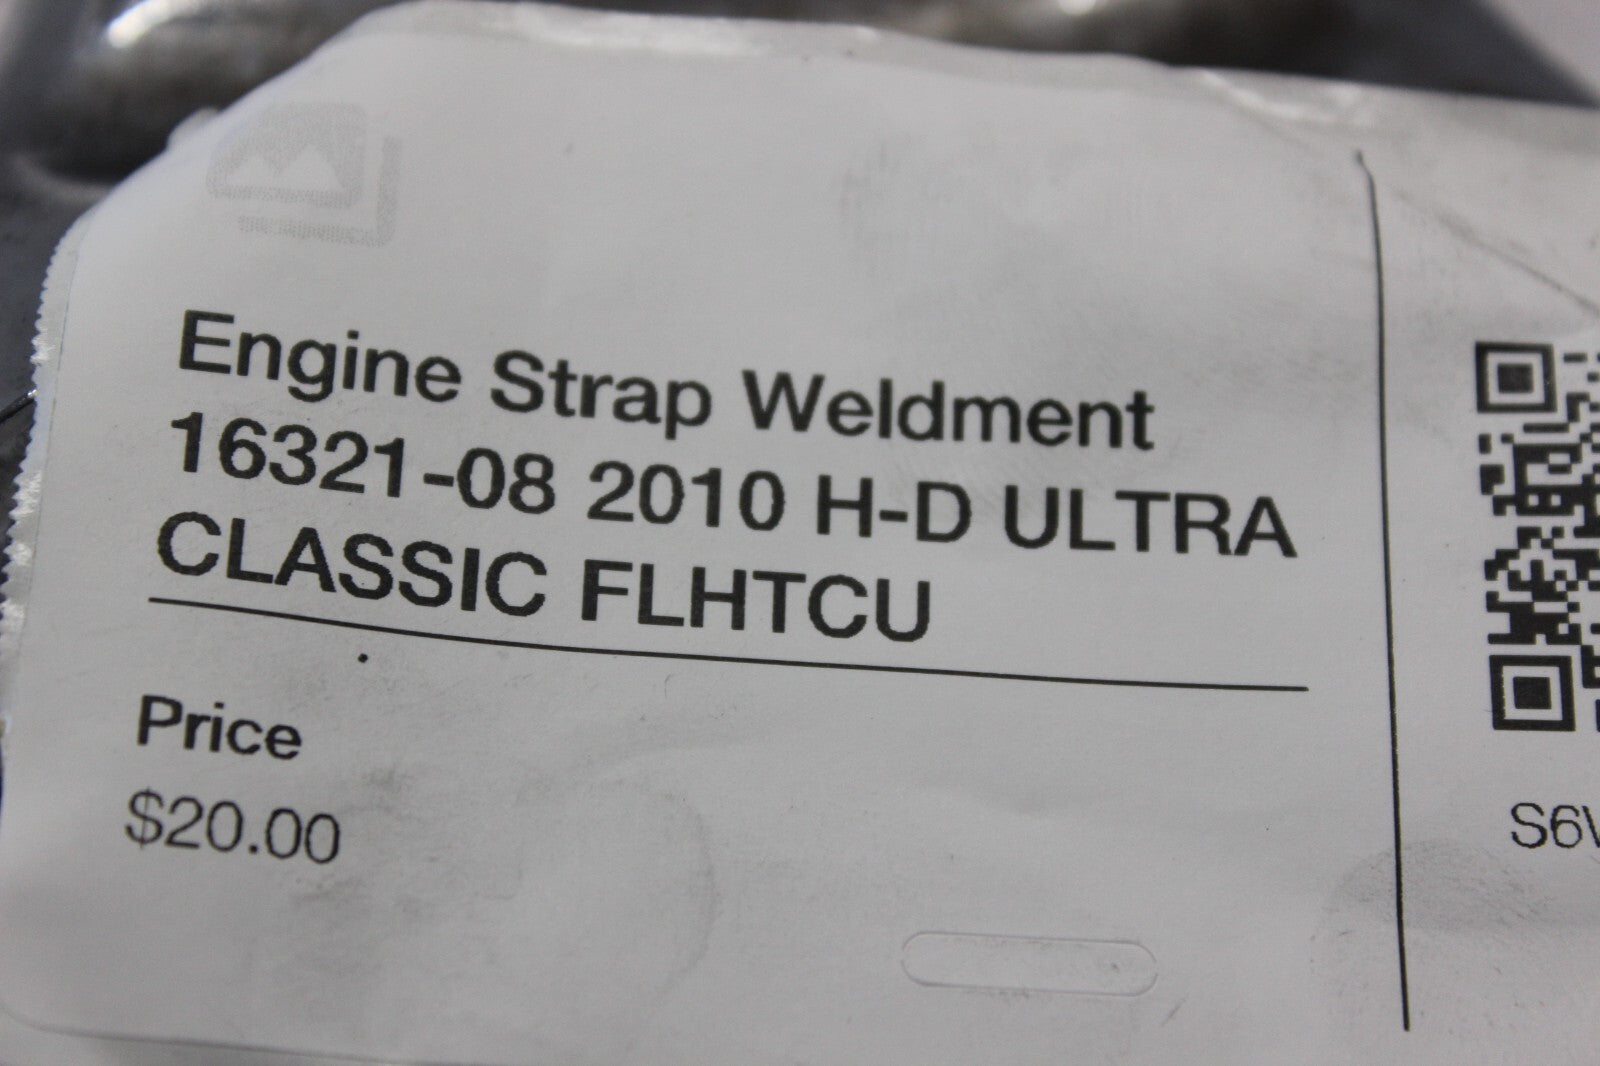 Engine Strap Weldment
16321-08 2010 H-D ULTRA
CLASSIC FLHTCU
Price
$20.00